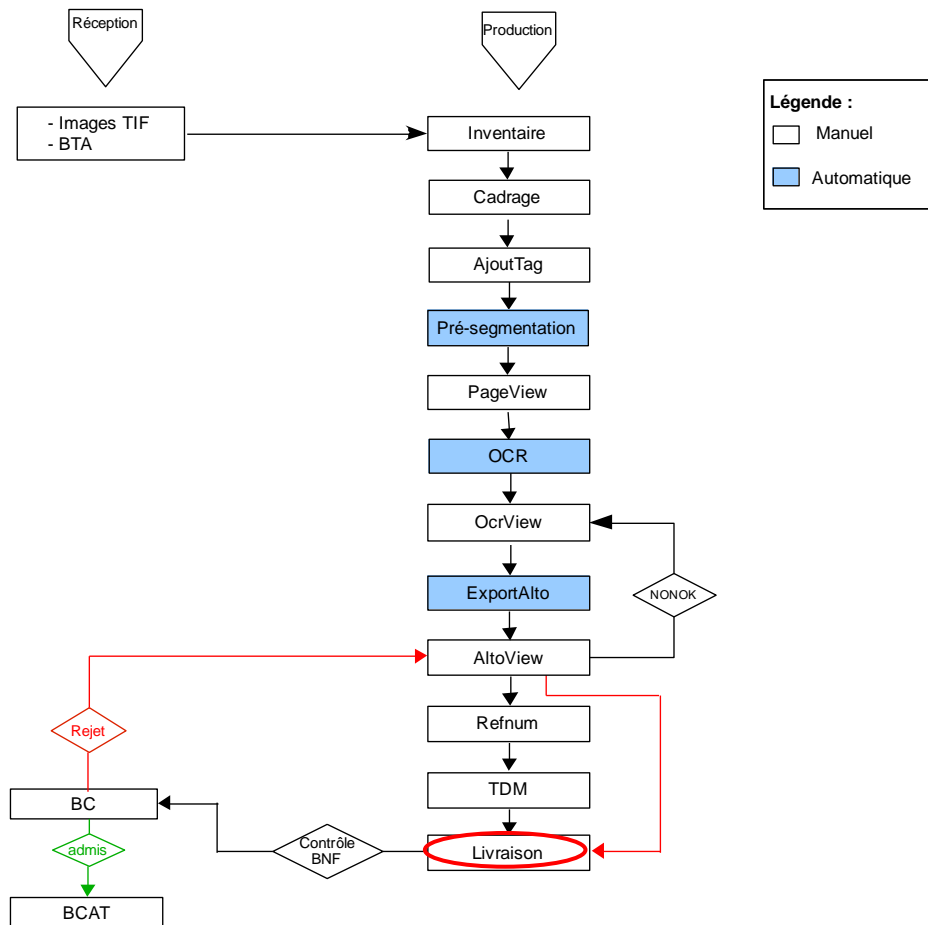 Réception
Production
Légende :
Manuel
Automatique
- Images TIF
- BTA
Inventaire
Cadrage
AjoutTag
Pré-segmentation
PageView
OCR
OcrView
ExportAlto
NONOK
AltoView
Rejet
Refnum
TDM
BC
Contrôle
BNF
Livraison
admis
BCAT